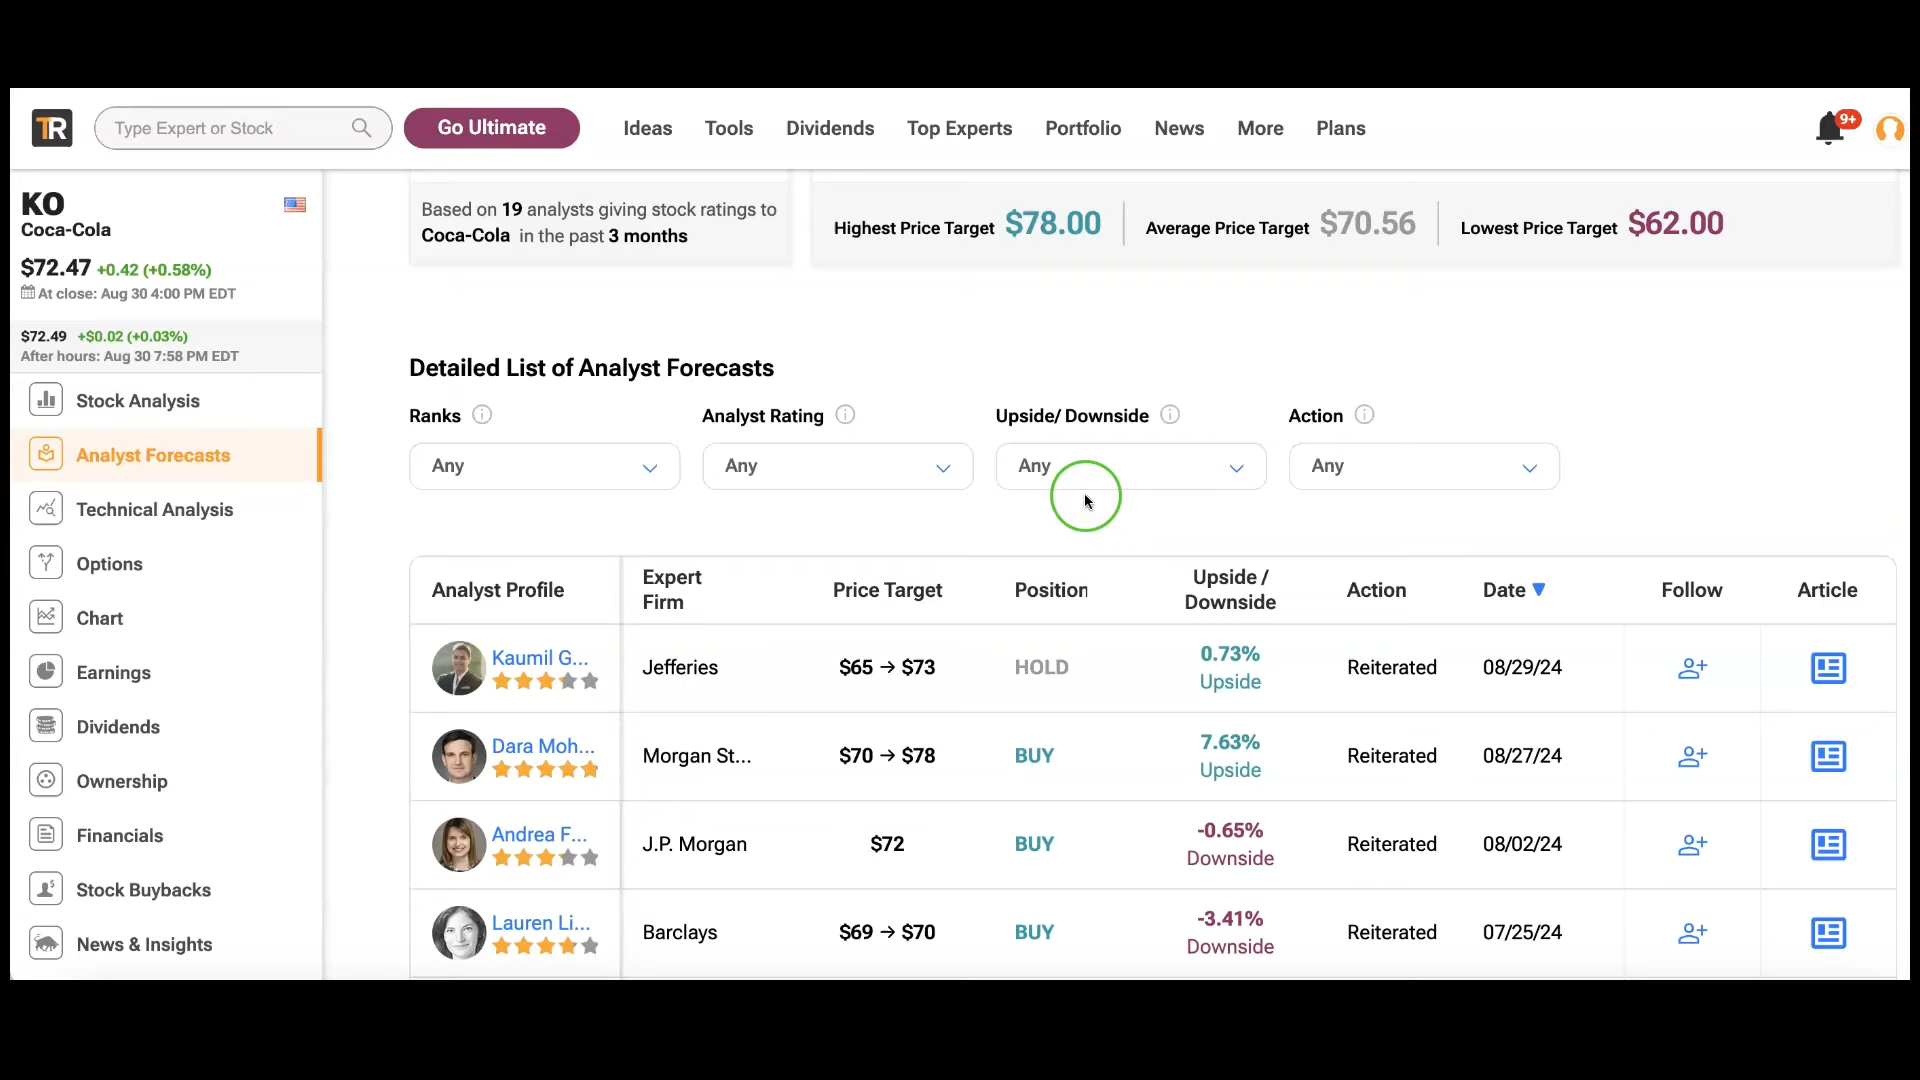 TR
Type Expert or Stock
Go Ultimate
Ideas
Tools
Dividends
Top Experts
Portfolio
News
More
Plans
9+
KO
Coca-Cola
$72.47 +0.42 (+0.58%)
At close: Aug 30 4:00 PM EDT
$72.49 +$0.02 (+0.03%)
After hours: Aug 30 7:58 PM EDT
Stock Analysis
Analyst Forecasts
Technical Analysis
Options
Chart
Earnings
Dividends
Ownership
Financials
Stock Buybacks
News & Insights
Based on 19 analysts giving stock ratings to
Coca-Cola in the past 3 months
Highest Price Target $78.00
Average Price Target $70.56
Lowest Price Target $62.00
Detailed List of Analyst Forecasts
Ranks
Analyst Rating
Upside/ Downside
Action
Any
Any
Any
Any
Analyst Profile
Expert
Firm
Price Target
Position
Upside /
Downside
Action
Date
Follow
Article
Kaumil G...
Jefferies
$65 → $73
HOLD
0.73%
Upside
Reiterated
08/29/24
Dara Moh...
Morgan St...
$70 → $78
BUY
7.63%
Upside
Reiterated
08/27/24
Andrea F...
J.P. Morgan
$72
BUY
-0.65%
Downside
Reiterated
08/02/24
Lauren Li...
Barclays
$69 → $70
BUY
-3.41%
Downside
Reiterated
07/25/24